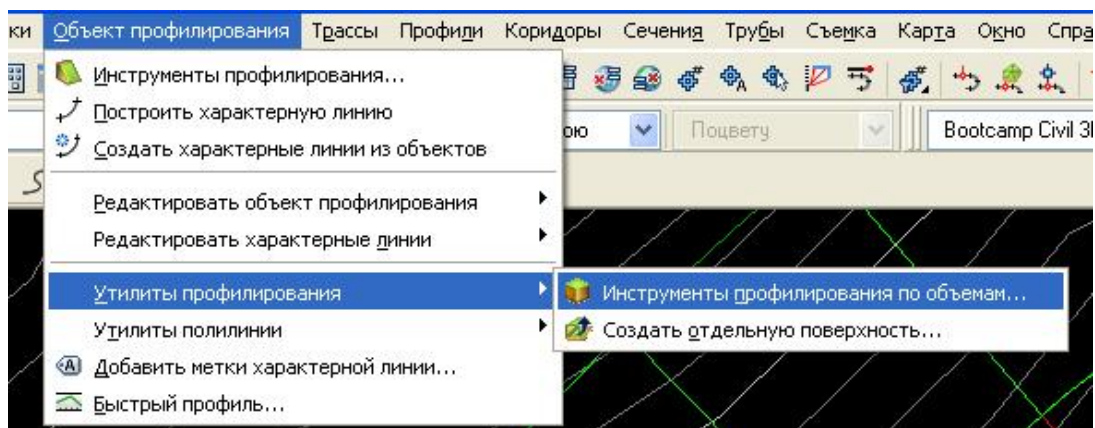 ки Объект профилирования Трассы Профили Коридоры Сечения Трубы Съемка Карта Окно Спра
Инструменты профилирования...
Построить характерную линию
ою Поцвету Bootcamp Civil 3I
Создать характерные линии из объектов
Редактировать объект профилирования
Редактировать характерные линии
Утилиты профилирования
Инструменты профилирования по объемам...
Утилиты полилинии
Создать отдельную поверхность...
Добавить метки характерной линии...
Быстрый профиль...